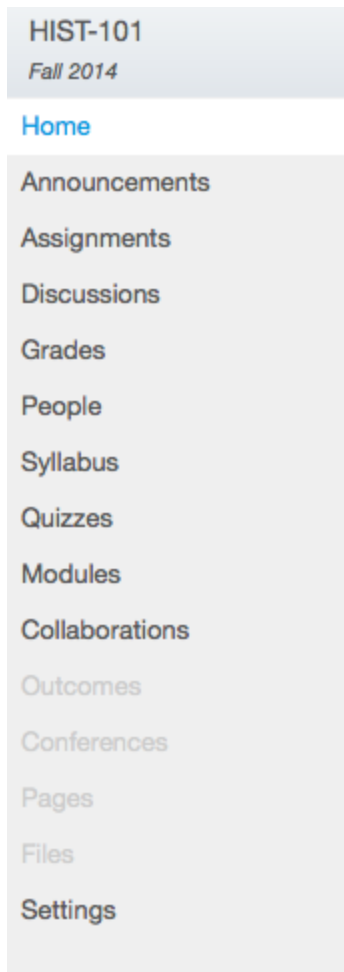 HIST-101
Fall 2014
Home
Announcements
Assignments
Discussions
Grades
People
Syllabus
Quizzes
Modules
Collaborations
Outcomes
Conferences
Pages
Files
Settings